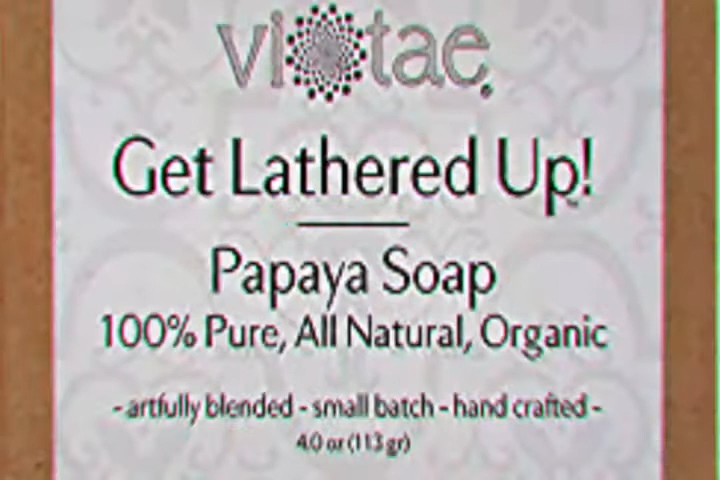 viotae
Get Lathered Up!
Papaya Soap
100% Pure, All Natural, Organic
- artfully blended - small batch - hand crafted -
4.0 or (113 gr)